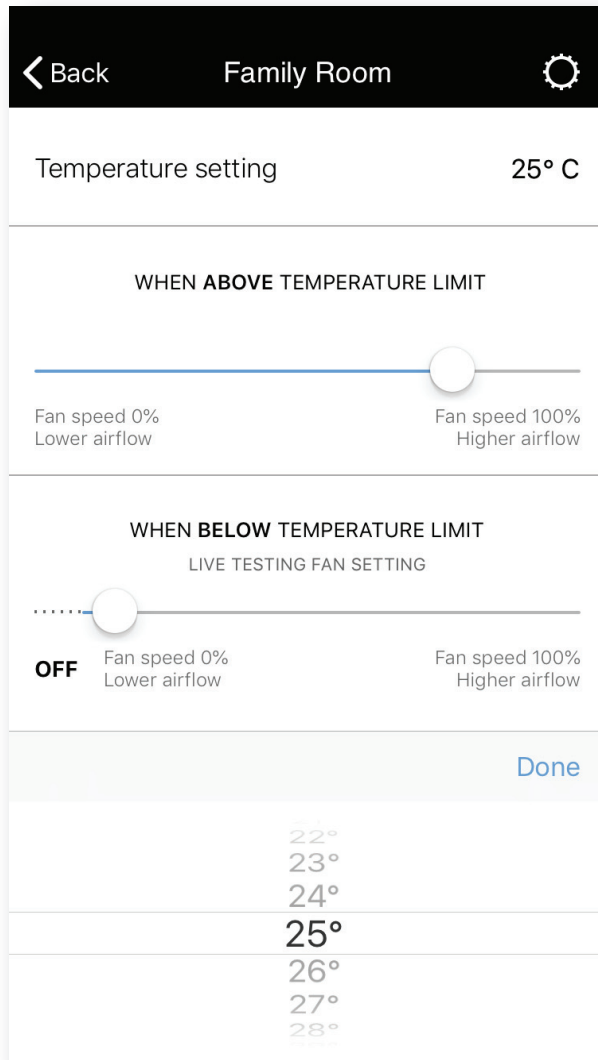 Back Family Room
Temperature setting 25° C
WHEN ABOVE TEMPERATURE LIMIT
Fan speed 0% Fan speed 100%
Lower airflow Higher airflow
WHEN BELOW TEMPERATURE LIMIT
LIVE TESTING FAN SETTING
OFF Fan speed 0% Fan speed 100%
Lower airflow Higher airflow
Done
22°
23°
24°
25°
26°
27°
28°